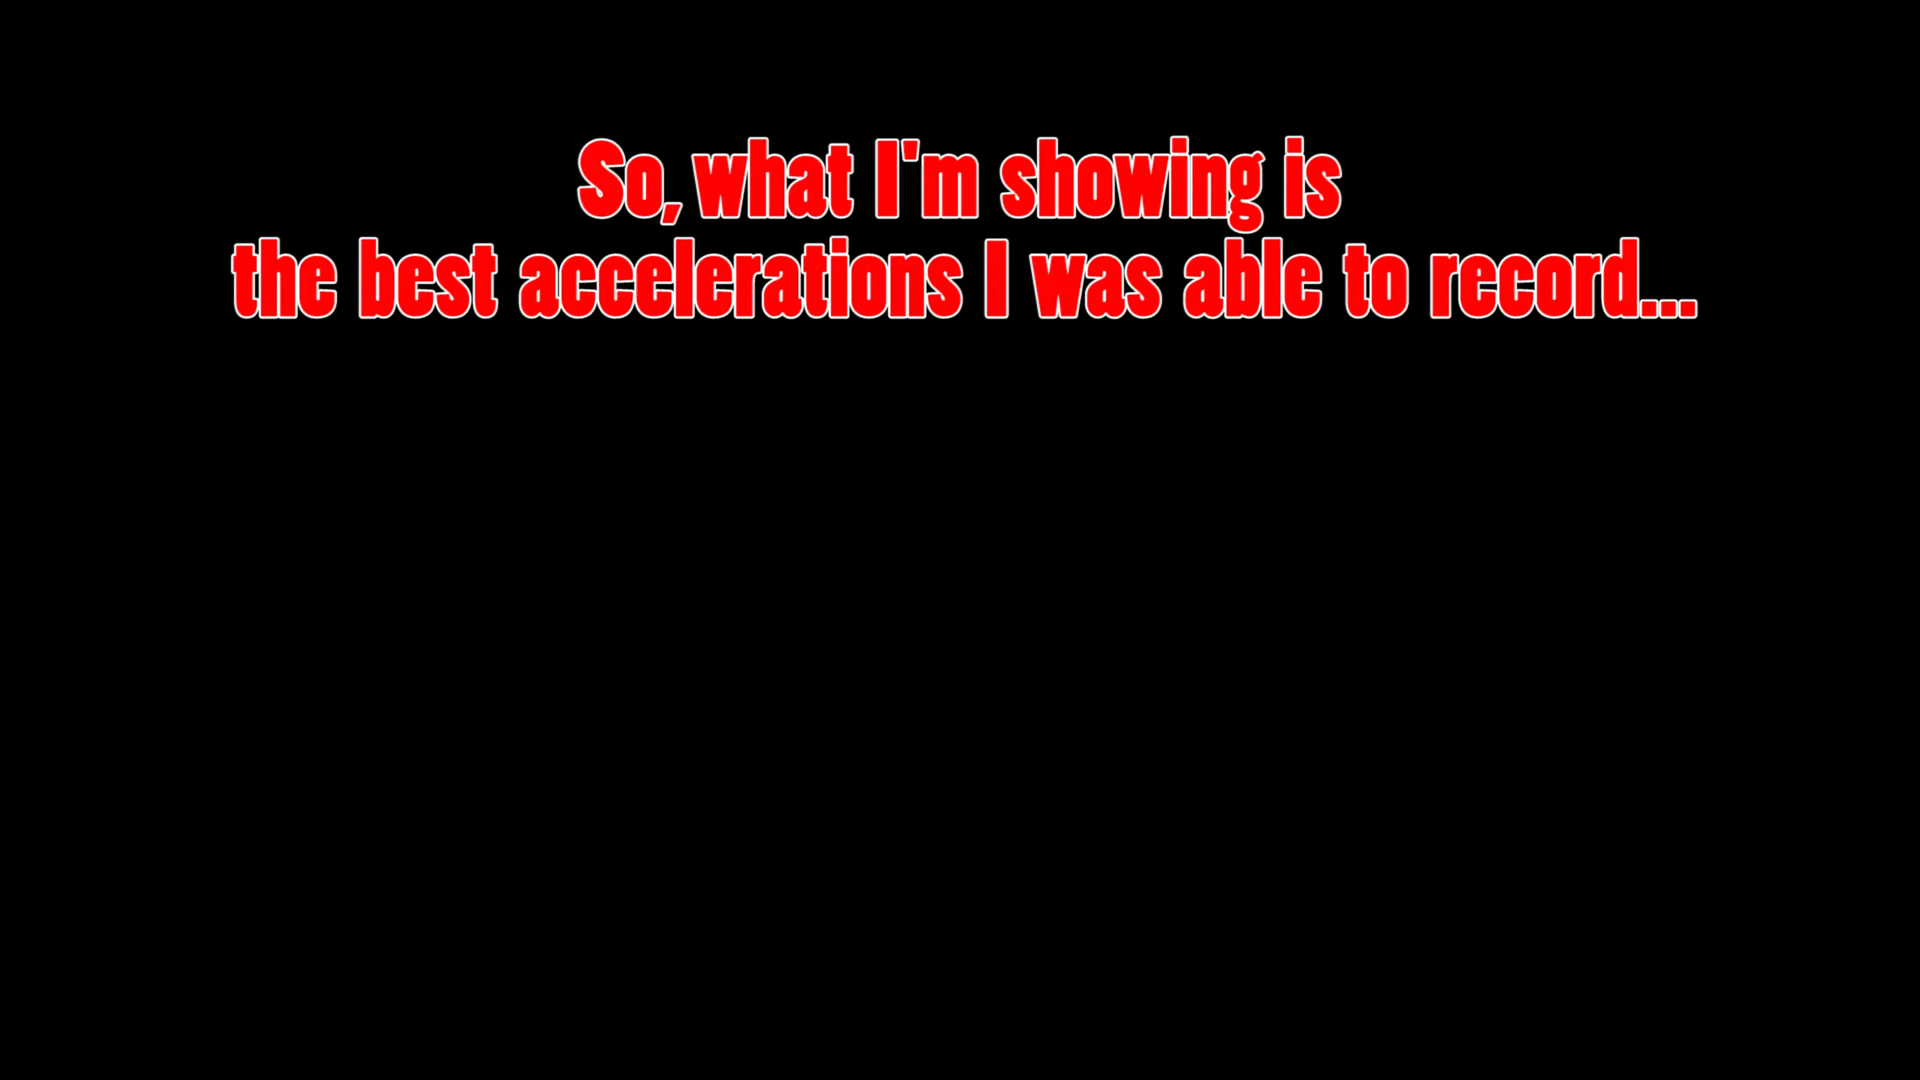 So, what I'm showing is
the best accelerations I was able to record...